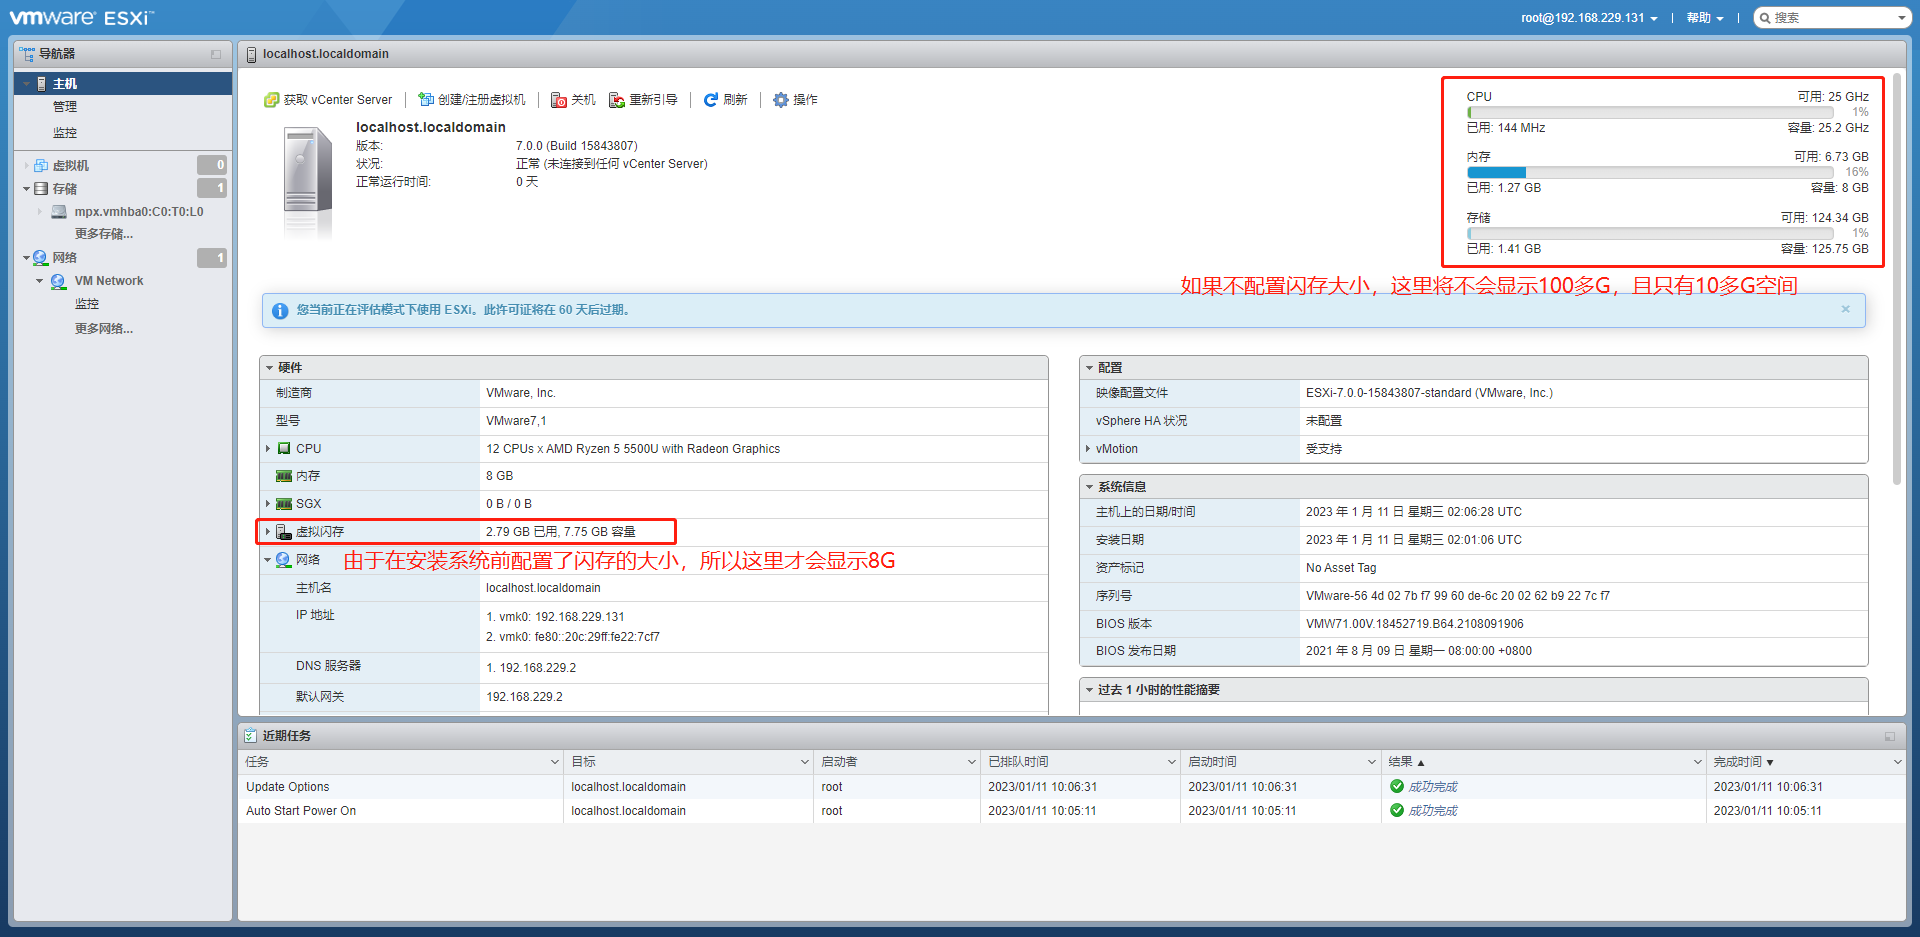 vmware ESXi™
root@192.168.229.131 | 帮助 | 搜索
导航器
主机
管理
监控
虚拟机 0
存储 1
mpx.vmhba0:C0:T0:L0
更多存储...
网络 1
VM Network
监控
更多网络...
localhost.localdomain
获取 vCenter Server | 创建/注册虚拟机 | 关机 重新引导 | 刷新 | 操作
localhost.localdomain
版本: 7.0.0 (Build 15843807)
状况: 正常 (未连接到任何 vCenter Server)
正常运行时间: 0 天
CPU 可用: 25 GHz
1%
已用: 144 MHz 容量: 25.2 GHz
内存 可用: 6.73 GB
16%
已用: 1.27 GB 容量: 8 GB
存储 可用: 124.34 GB
1%
已用: 1.41 GB 容量: 125.75 GB
如果不配置闪存大小，这里将不会显示100多G，且只有10多G空间
您当前正在评估模式下使用 ESXi。此许可证将在 60 天后过期。
硬件
制造商 VMware, Inc.
型号 VMware7,1
CPU 12 CPUs x AMD Ryzen 5 5500U with Radeon Graphics
内存 8 GB
SGX 0 B / 0 B
虚拟闪存 2.79 GB 已用, 7.75 GB 容量
网络 由于在安装系统前配置了闪存的大小，所以这里才会显示8G
主机名 localhost.localdomain
IP 地址 1. vmk0: 192.168.229.131
2. vmk0: fe80::20c:29ff:fe22:7cf7
DNS 服务器 1. 192.168.229.2
默认网关 192.168.229.2
配置
映像配置文件 ESXi-7.0.0-15843807-standard (VMware, Inc.)
vSphere HA 状况 未配置
vMotion 受支持
系统信息
主机上的日期/时间 2023 年 1 月 11 日 星期三 02:06:28 UTC
安装日期 2023 年 1 月 11 日 星期三 02:01:06 UTC
资产标记 No Asset Tag
序列号 VMware-56 4d 02 7b f7 99 60 de-6c 20 02 62 b9 22 7c f7
BIOS 版本 VMW71.00V.18452719.B64.2108091906
BIOS 发布日期 2021 年 8 月 09 日 星期一 08:00:00 +0800
过去 1 小时的性能摘要
近期任务
任务 目标 启动者 已排队时间 启动时间 结果 ▲ 完成时间 ▼
Update Options localhost.localdomain root 2023/01/11 10:06:31 2023/01/11 10:06:31 成功完成 2023/01/11 10:06:31
Auto Start Power On localhost.localdomain root 2023/01/11 10:05:11 2023/01/11 10:05:11 成功完成 2023/01/11 10:05:11